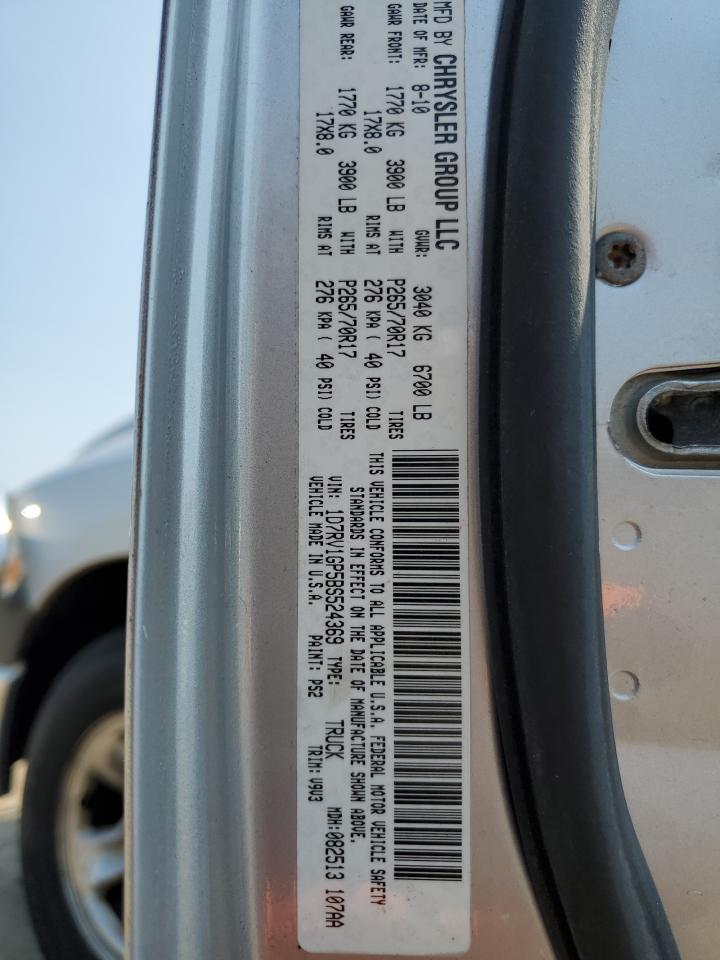 MFD BY CHRYSLER GROUP LLC
DATE OF MFR: 8-10 GVWR: 3040 KG 6700 LB
GAWR FRONT: 1770 KG 3900 LB WITH P265/70R17 TIRES
17X8.0 RIMS AT 276 KPA ( 40 PSI) COLD
GAWR REAR: 1770 KG 3900 LB WITH P265/70R17 TIRES
17X8.0 RIMS AT 276 KPA ( 40 PSI) COLD
THIS VEHICLE CONFORMS TO ALL APPLICABLE U.S.A. FEDERAL MOTOR VEHICLE SAFETY
STANDARDS IN EFFECT ON THE DATE OF MANUFACTURE SHOWN ABOVE.
VIN: 1D7RV1GP5BS524369 TYPE: TRUCK MDH:082513 107AA
VEHICLE MADE IN U.S.A. PAINT: PS2 TRIM: V9V3